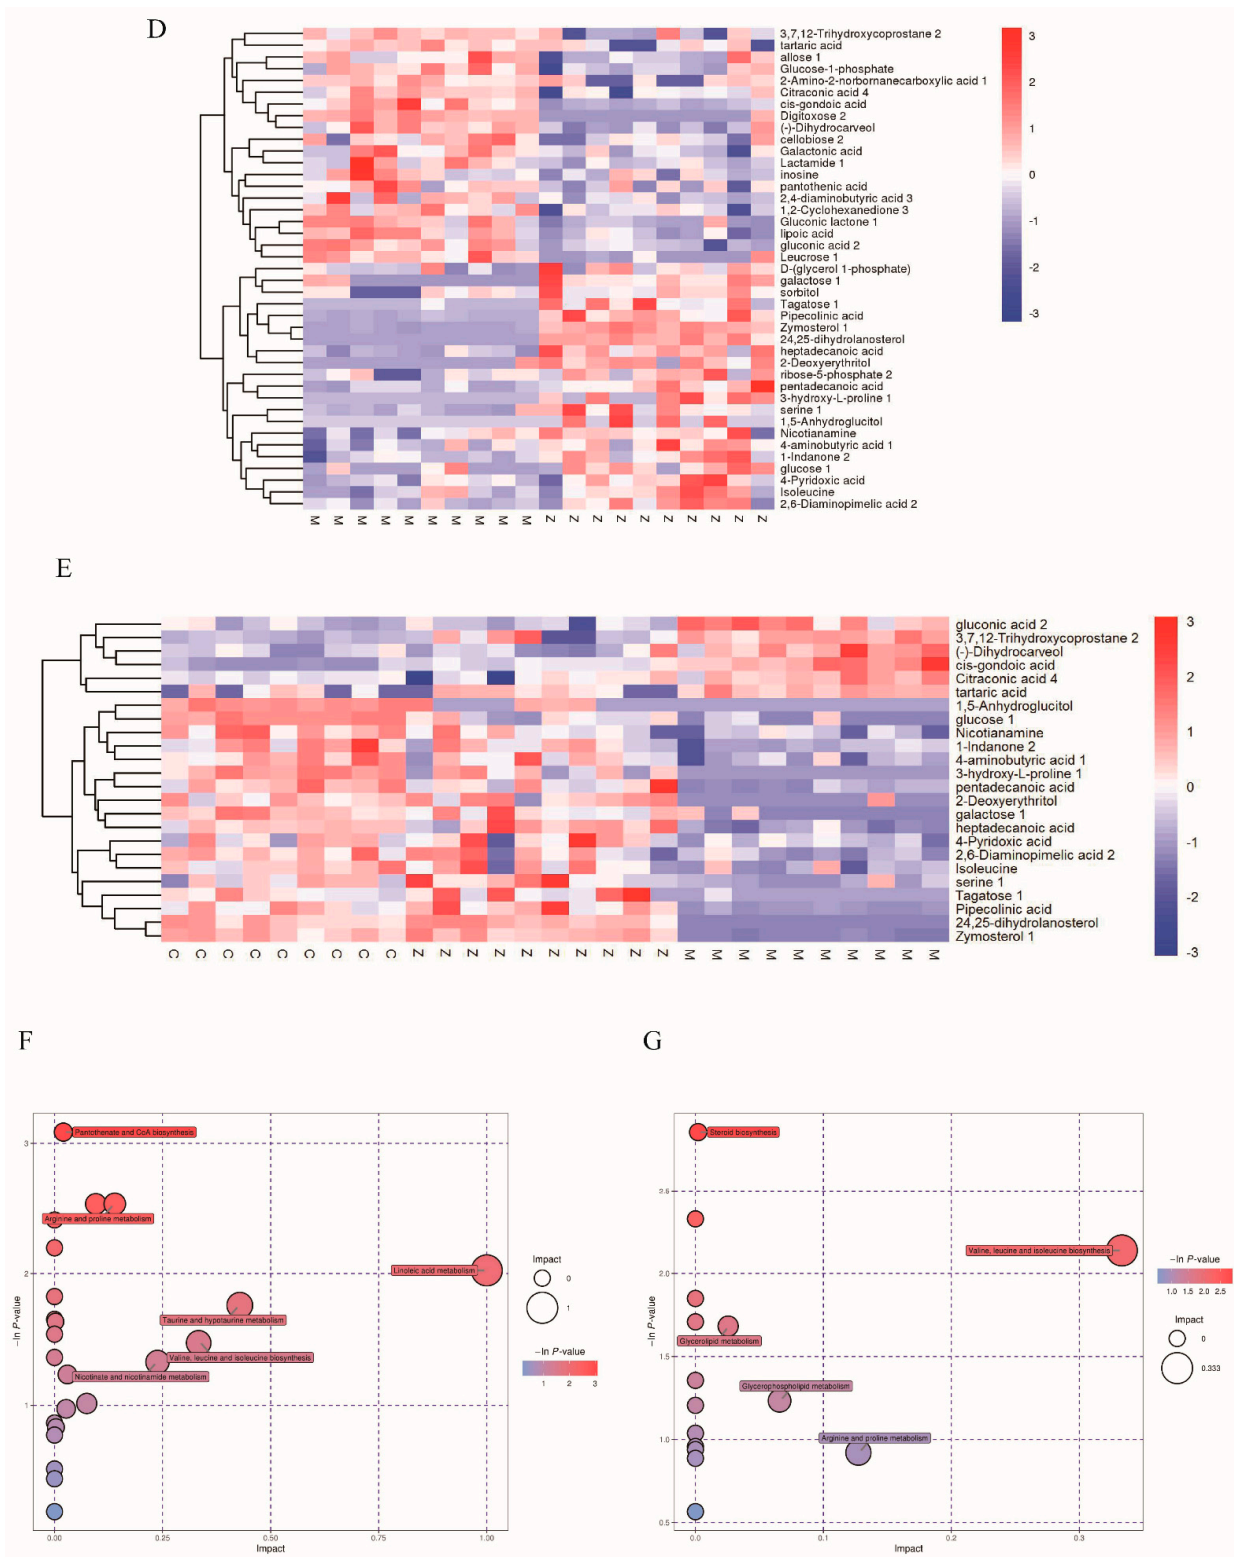 D
3,7,12-Trihydroxycoprostane 2
tartaric acid
allose 1
Glucose-1-phosphate
2-Amino-2-norbornanecarboxylic acid 1
Citraconic acid 4
cis-gondoic acid
Digitoxose 2
(-)-Dihydrocarveol
cellobiose 2
Galactonic acid
Lactamide 1
inosine
pantothenic acid
2,4-diaminobutyric acid 3
1,2-Cyclohexanedione 3
Gluconic lactone 1
lipoic acid
gluconic acid 2
Leucrose 1
D-(glycerol 1-phosphate)
galactose 1
sorbitol
Tagatose 1
Pipecolinic acid
Zymosterol 1
24,25-dihydrolanosterol
heptadecanoic acid
2-Deoxyerythritol
ribose-5-phosphate 2
pentadecanoic acid
3-hydroxy-L-proline 1
serine 1
1,5-Anhydroglucitol
Nicotianamine
4-aminobutyric acid 1
1-Indanone 2
glucose 1
4-Pyridoxic acid
Isoleucine
2,6-Diaminopimelic acid 2
3
2
1
0
-1
-2
-3
M M M M M M M M M M Z Z Z Z Z Z Z Z Z Z
E
gluconic acid 2
3,7,12-Trihydroxycoprostane 2
(-)-Dihydrocarveol
cis-gondoic acid
Citraconic acid 4
tartaric acid
1,5-Anhydroglucitol
glucose 1
Nicotianamine
1-Indanone 2
4-aminobutyric acid 1
3-hydroxy-L-proline 1
pentadecanoic acid
2-Deoxyerythritol
galactose 1
heptadecanoic acid
4-Pyridoxic acid
2,6-Diaminopimelic acid 2
Isoleucine
serine 1
Tagatose 1
Pipecolinic acid
24,25-dihydrolanosterol
Zymosterol 1
3
2
1
0
-1
-2
-3
C C C C C C C C C Z Z Z Z Z Z Z Z Z Z M M M M M M M M M M
F
Pantothenate and CoA biosynthesis
Arginine and proline metabolism
Linoleic acid metabolism
Taurine and hypotaurine metabolism
Valine, leucine and isoleucine biosynthesis
Nicotinate and nicotinamide metabolism
3
2
1
−ln P-value
0.00 0.25 0.50 0.75 1.00
Impact
Impact
0
1
−ln P-value
1 2 3
G
Steroid biosynthesis
Valine, leucine and isoleucine biosynthesis
Glycerolipid metabolism
Glycerophospholipid metabolism
Arginine and proline metabolism
2.5
2.0
1.5
1.0
0.5
−ln P-value
0.0 0.1 0.2 0.3
Impact
−ln P-value
1.0 1.5 2.0 2.5
Impact
0
0.333